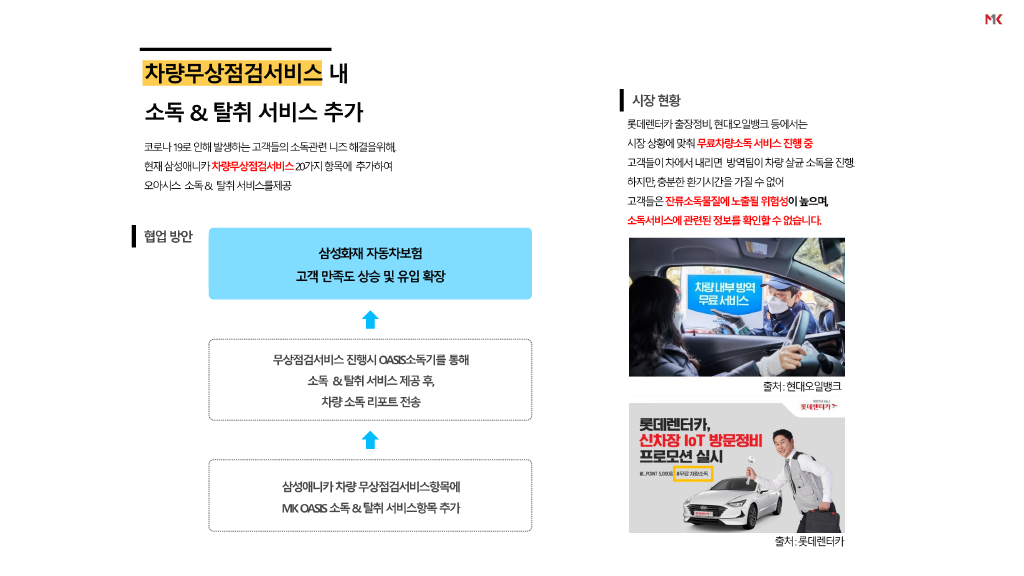 MK
차량무상점검서비스 내
소독 & 탈취 서비스 추가
코로나 19로 인해 발생하는 고객들의 소독관련 니즈 해결을위해,
현재 삼성애니카 차량무상점검서비스 20가지 항목에 추가하여
오아시스 소독 & 탈취 서비스를제공
협업 방안
삼성화재 자동차보험
고객 만족도 상승 및 유입 확장
무상점검서비스 진행시 OASIS소독기를 통해
소독 & 탈취 서비스 제공 후,
차량 소독 리포트 전송
삼성애니카 차량 무상점검서비스항목에
MK OASIS 소독 & 탈취 서비스항목 추가
시장 현황
롯데렌터카 출장정비, 현대오일뱅크 등에서는
시장 상황에 맞춰 무료차량소독 서비스 진행 중
고객들이 차에서 내리면 방역팀이 차량 살균 소독을 진행.
하지만, 충분한 환기시간을 가질 수 없어
고객들은 잔류소독물질에 노출될 위험성이 높으며,
소독서비스에 관련된 정보를 확인할 수 없습니다.
차량 내부 방역
무료 서비스
출처 : 현대오일뱅크
롯데렌터카
롯데렌터카,
신차장 IoT 방문정비
프로모션 실시
#L.POINT 5,000점 #무료 차량소독
출처 : 롯데렌터카